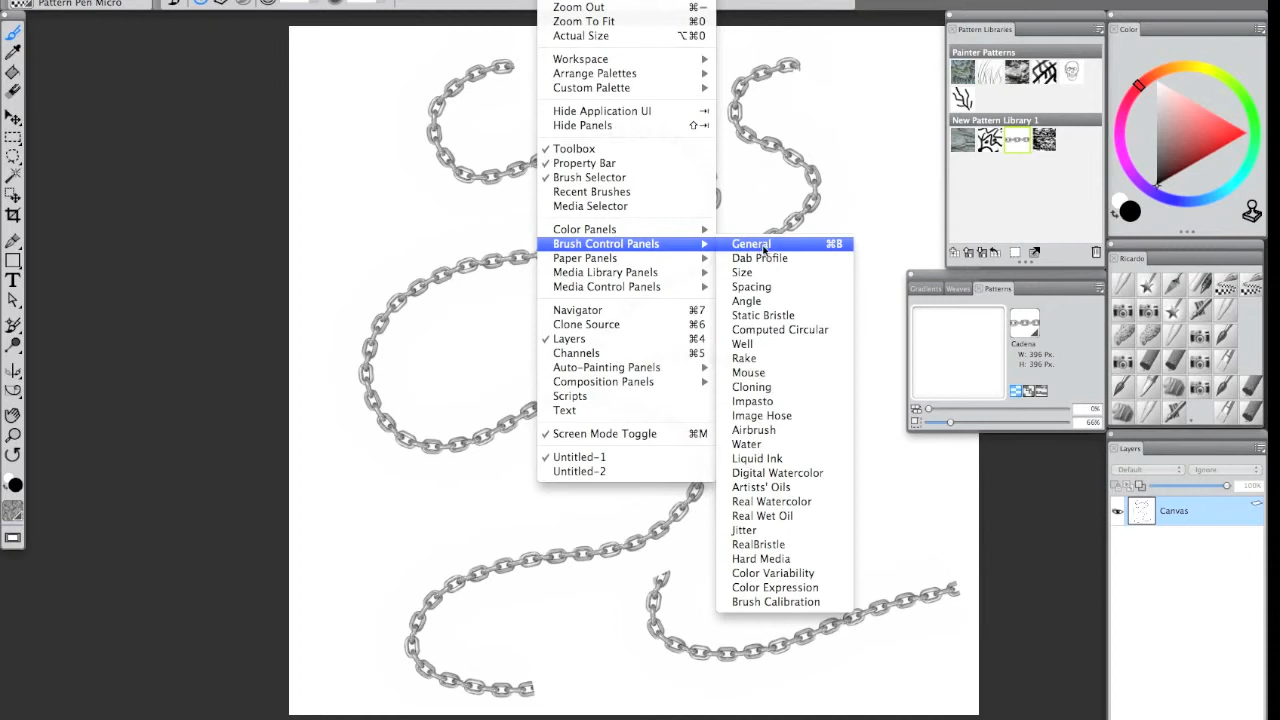 Pattern Pen Micro
Zoom Out ⌘−
Zoom To Fit ⌘0
Actual Size ⌥⌘0
Workspace
Arrange Palettes
Custom Palette
Hide Application UI ⇥
Hide Panels ⇧⇥
✓ Toolbox
✓ Property Bar
✓ Brush Selector
Recent Brushes
Media Selector
Color Panels
Brush Control Panels
Paper Panels
Media Library Panels
Media Control Panels
Navigator ⌘7
Clone Source ⌘6
✓ Layers ⌘4
Channels ⌘5
Auto-Painting Panels
Composition Panels
Scripts
Text
✓ Screen Mode Toggle ⌘M
✓ Untitled-1
Untitled-2
General ⌘B
Dab Profile
Size
Spacing
Angle
Static Bristle
Computed Circular
Well
Rake
Mouse
Cloning
Impasto
Image Hose
Airbrush
Water
Liquid Ink
Digital Watercolor
Artists' Oils
Real Watercolor
Real Wet Oil
Jitter
RealBristle
Hard Media
Color Variability
Color Expression
Brush Calibration
Pattern Libraries
Painter Patterns
New Pattern Library 1
Gradients Weaves Patterns
Cadena
W: 396 Px.
H: 396 Px.
0%
66%
Color
Ricardo
Layers
Default Ignore
100%
Canvas
T